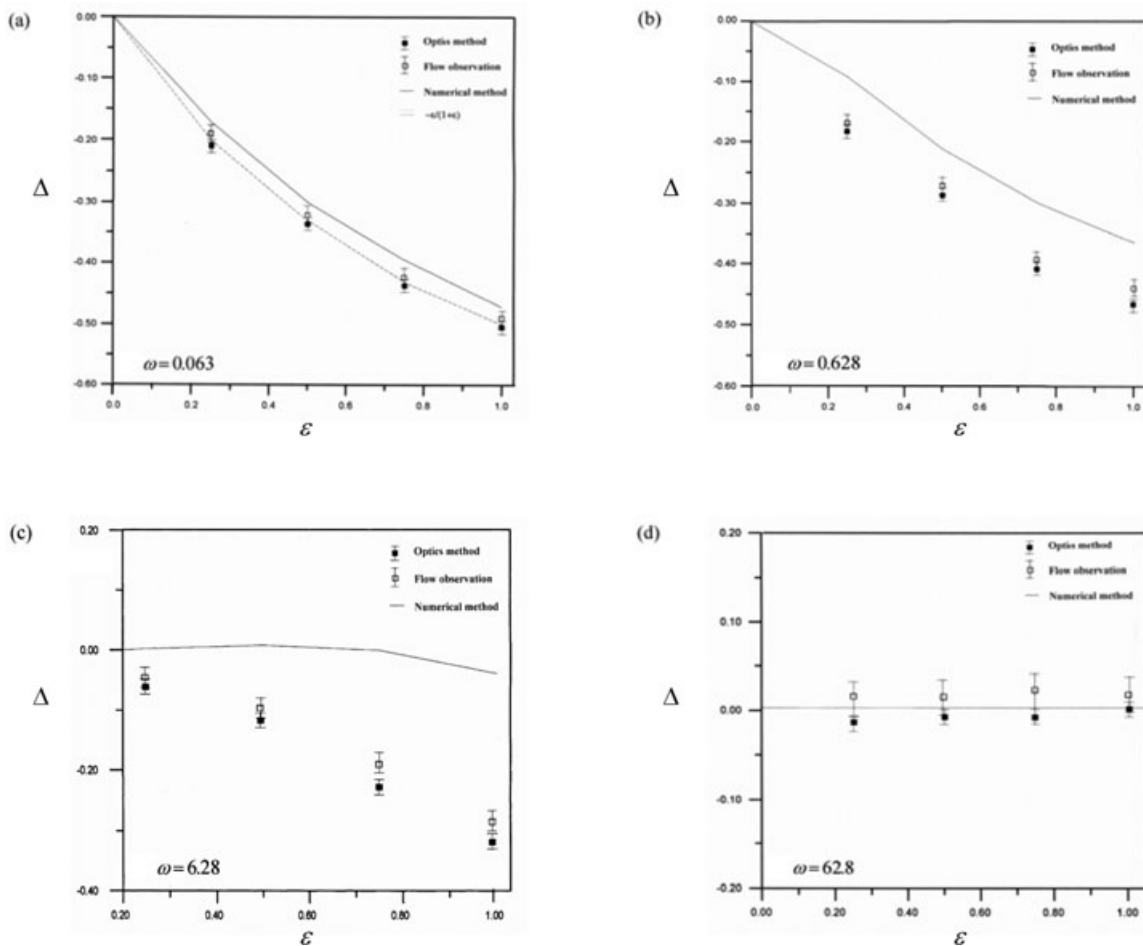 (a)
0.00
-0.10
-0.20
-0.30
-0.40
-0.50
-0.60
Δ
Optics method
Flow observation
Numerical method
-ε/(1+ε)
ω=0.063
0.0 0.2 0.4 0.6 0.8 1.0
ε
(b)
0.00
-0.10
-0.20
-0.30
-0.40
-0.50
-0.60
Δ
Optics method
Flow observation
Numerical method
ω=0.628
0.0 0.2 0.4 0.6 0.8 1.0
ε
(c)
0.20
0.00
-0.20
-0.40
Δ
Optics method
Flow observation
Numerical method
ω=6.28
0.20 0.40 0.60 0.80 1.00
ε
(d)
0.20
0.10
0.00
-0.10
-0.20
Δ
Optics method
Flow observation
Numerical method
ω=62.8
0.00 0.20 0.40 0.60 0.80 1.00
ε